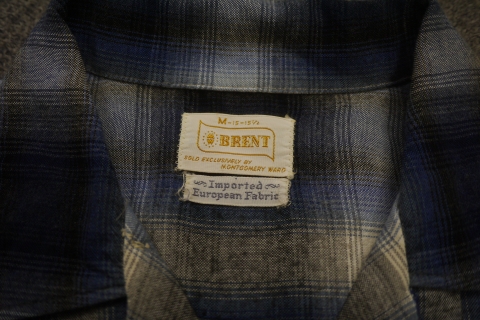 M-15-15½
BRENT
SOLD EXCLUSIVELY BY
MONTGOMERY WARD
Imported
European Fabric